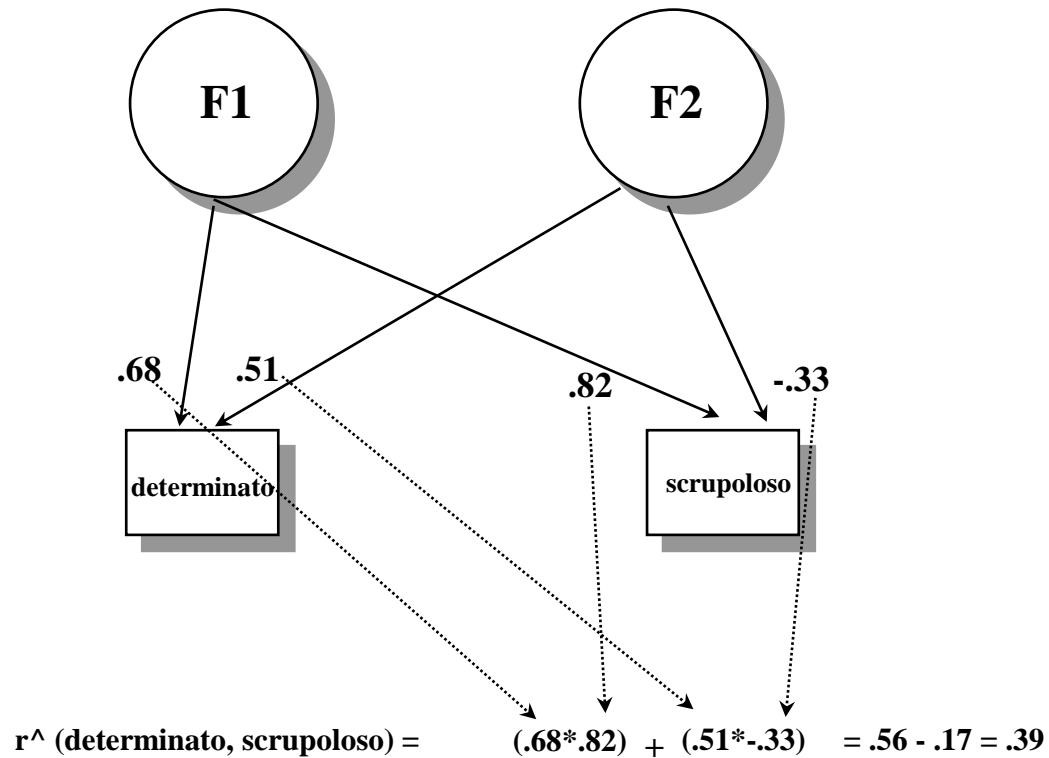 F1 F2
.68 .51 .82 -.33
determinato scrupoloso
r^ (determinato, scrupoloso) = (.68*.82) + (.51*-.33) = .56 - .17 = .39